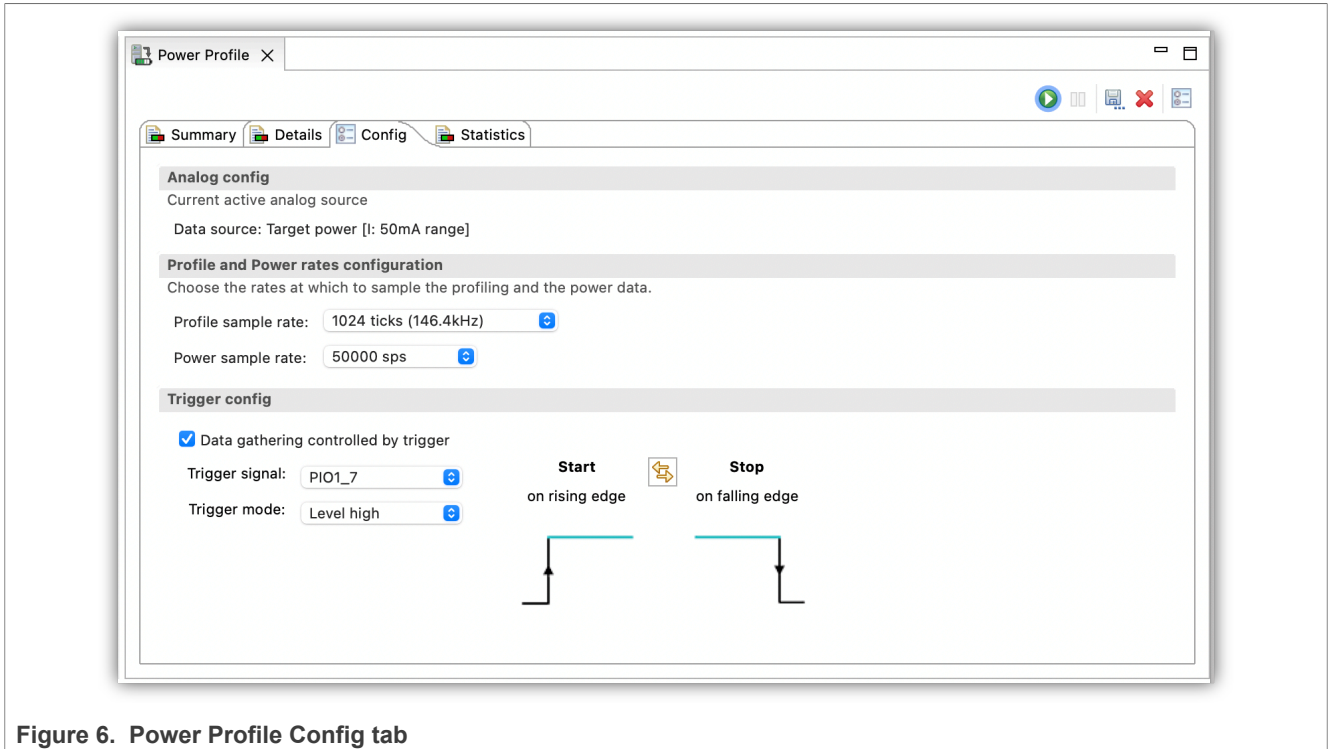 Power Profile
Summary Details Config Statistics
Analog config
Current active analog source
Data source: Target power [I: 50mA range]
Profile and Power rates configuration
Choose the rates at which to sample the profiling and the power data.
Profile sample rate: 1024 ticks (146.4kHz)
Power sample rate: 50000 sps
Trigger config
Data gathering controlled by trigger
Trigger signal: PIO1_7
Trigger mode: Level high
Start Stop
on rising edge on falling edge
Figure 6. Power Profile Config tab